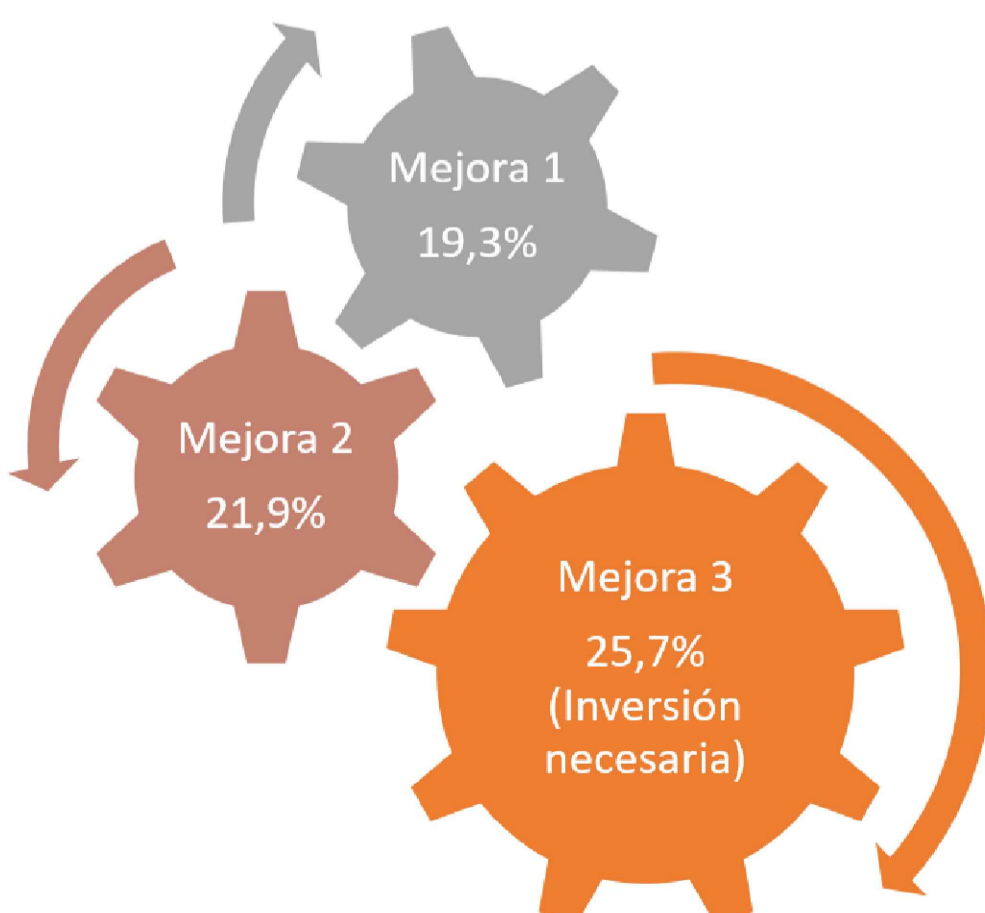 Mejora 1
19,3%
Mejora 2
21,9%
Mejora 3
25,7%
(Inversión
necesaria)